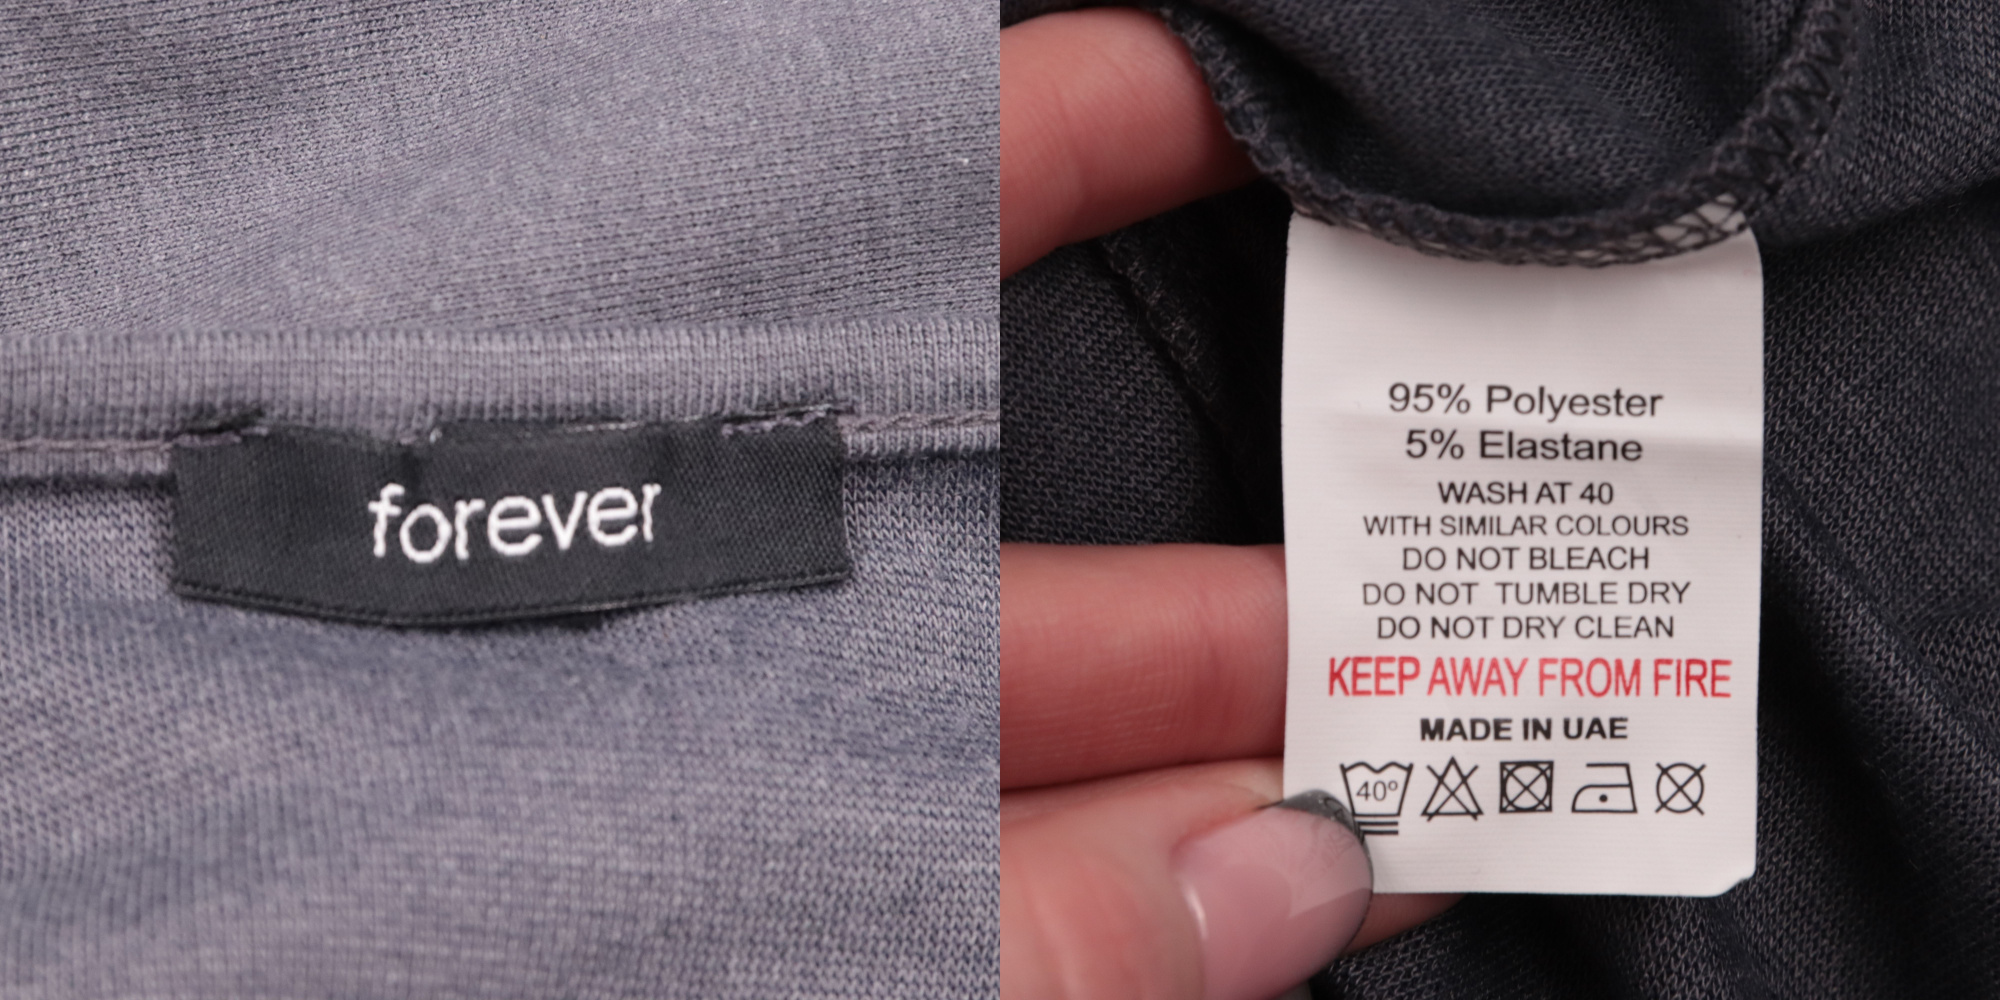 forever
95% Polyester
5% Elastane
WASH AT 40
WITH SIMILAR COLOURS
DO NOT BLEACH
DO NOT TUMBLE DRY
DO NOT DRY CLEAN
KEEP AWAY FROM FIRE
MADE IN UAE
40º